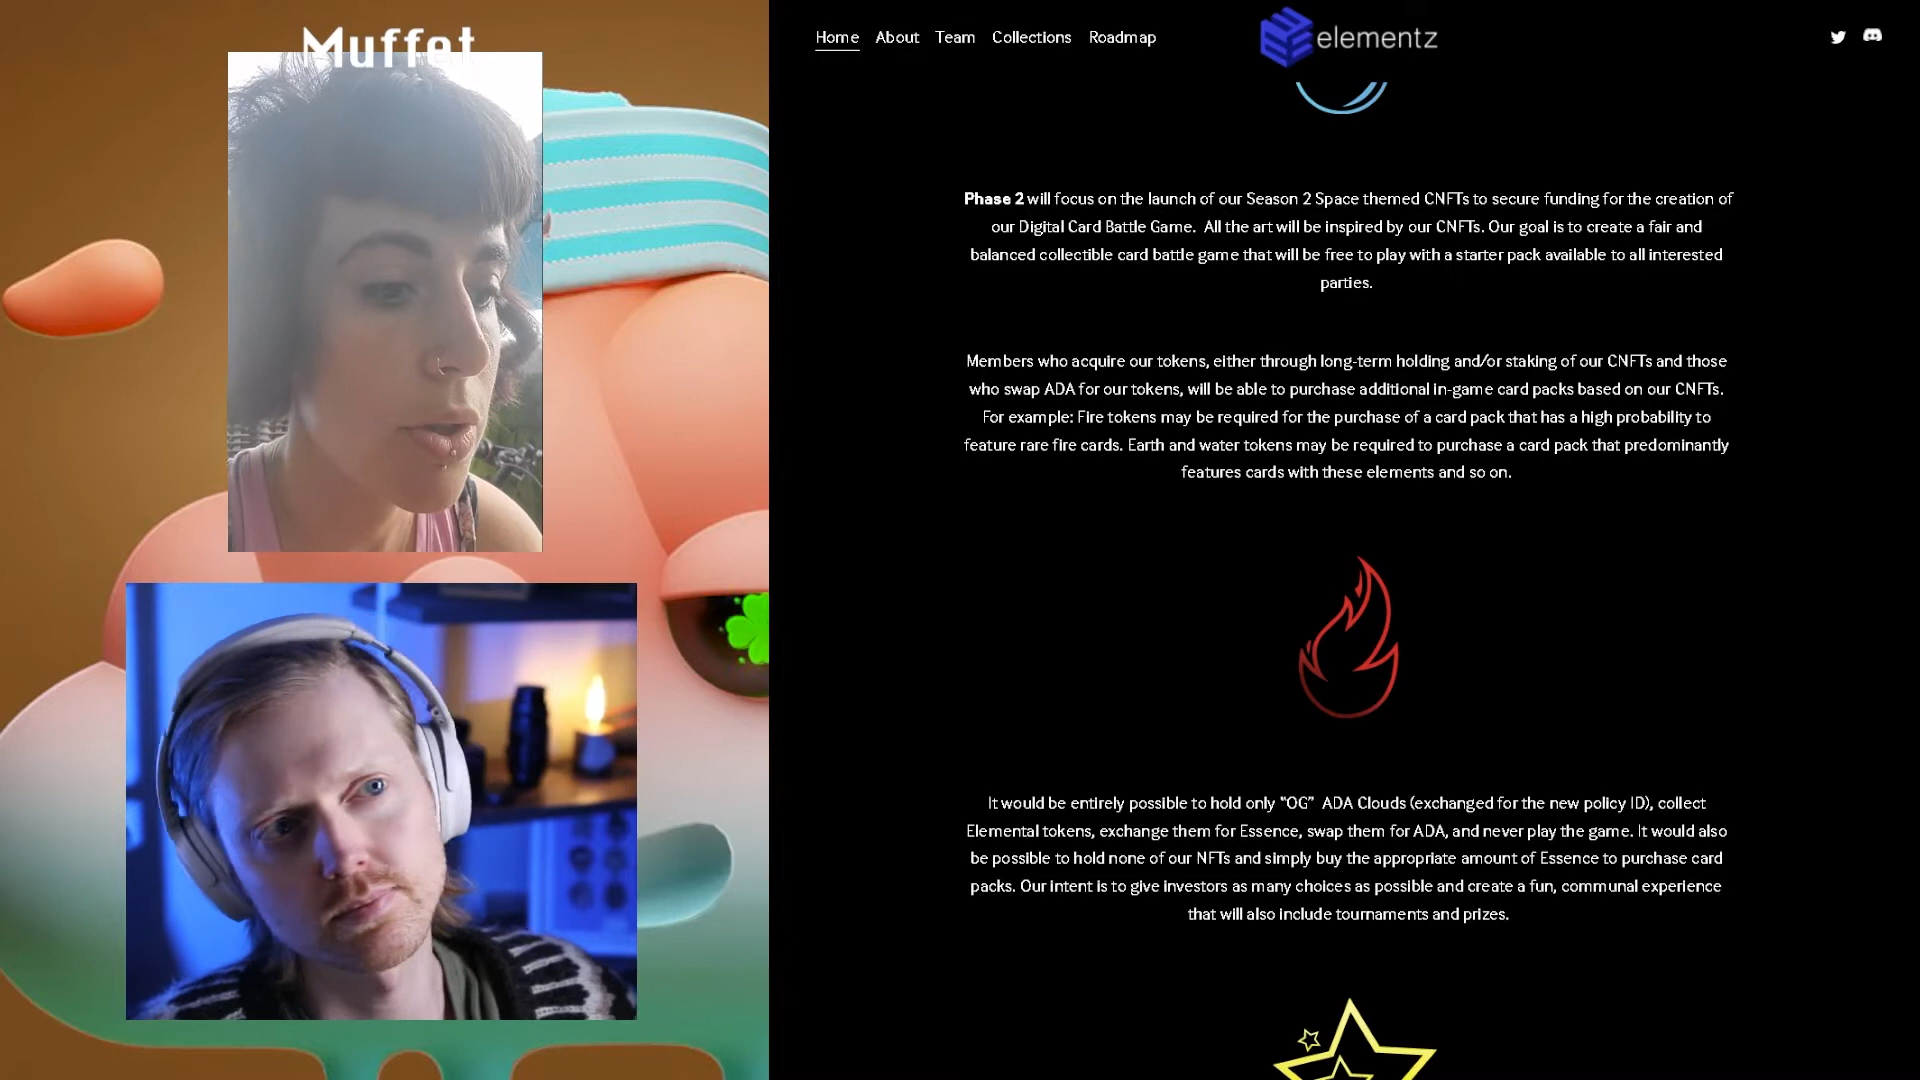 Muffet
Home About Team Collections Roadmap
elementz
Phase 2 will focus on the launch of our Season 2 Space themed CNFTs to secure funding for the creation of
our Digital Card Battle Game. All the art will be inspired by our CNFTs. Our goal is to create a fair and
balanced collectible card battle game that will be free to play with a starter pack available to all interested
parties.
Members who acquire our tokens, either through long-term holding and/or staking of our CNFTs and those
who swap ADA for our tokens, will be able to purchase additional in-game card packs based on our CNFTs.
For example: Fire tokens may be required for the purchase of a card pack that has a high probability to
feature rare fire cards. Earth and water tokens may be required to purchase a card pack that predominantly
features cards with these elements and so on.
It would be entirely possible to hold only “OG” ADA Clouds (exchanged for the new policy ID), collect
Elemental tokens, exchange them for Essence, swap them for ADA, and never play the game. It would also
be possible to hold none of our NFTs and simply buy the appropriate amount of Essence to purchase card
packs. Our intent is to give investors as many choices as possible and create a fun, communal experience
that will also include tournaments and prizes.